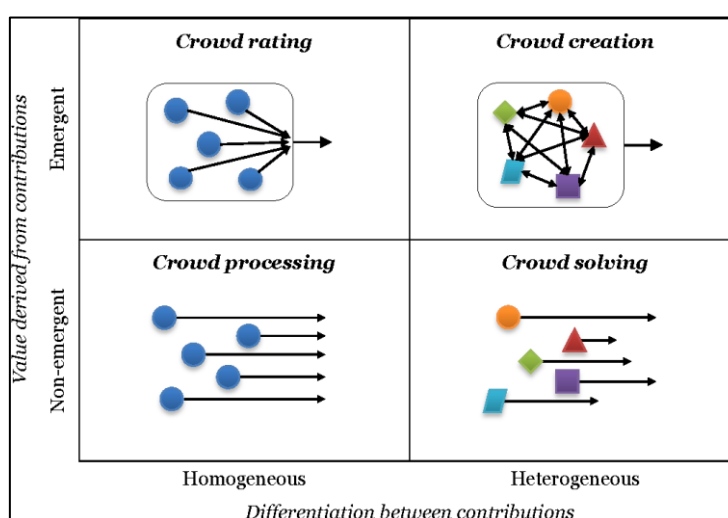 Crowd rating
Crowd creation
Emergent
Crowd processing
Crowd solving
Non-emergent
Value derived from contributions
Homogeneous
Heterogeneous
Differentiation between contributions